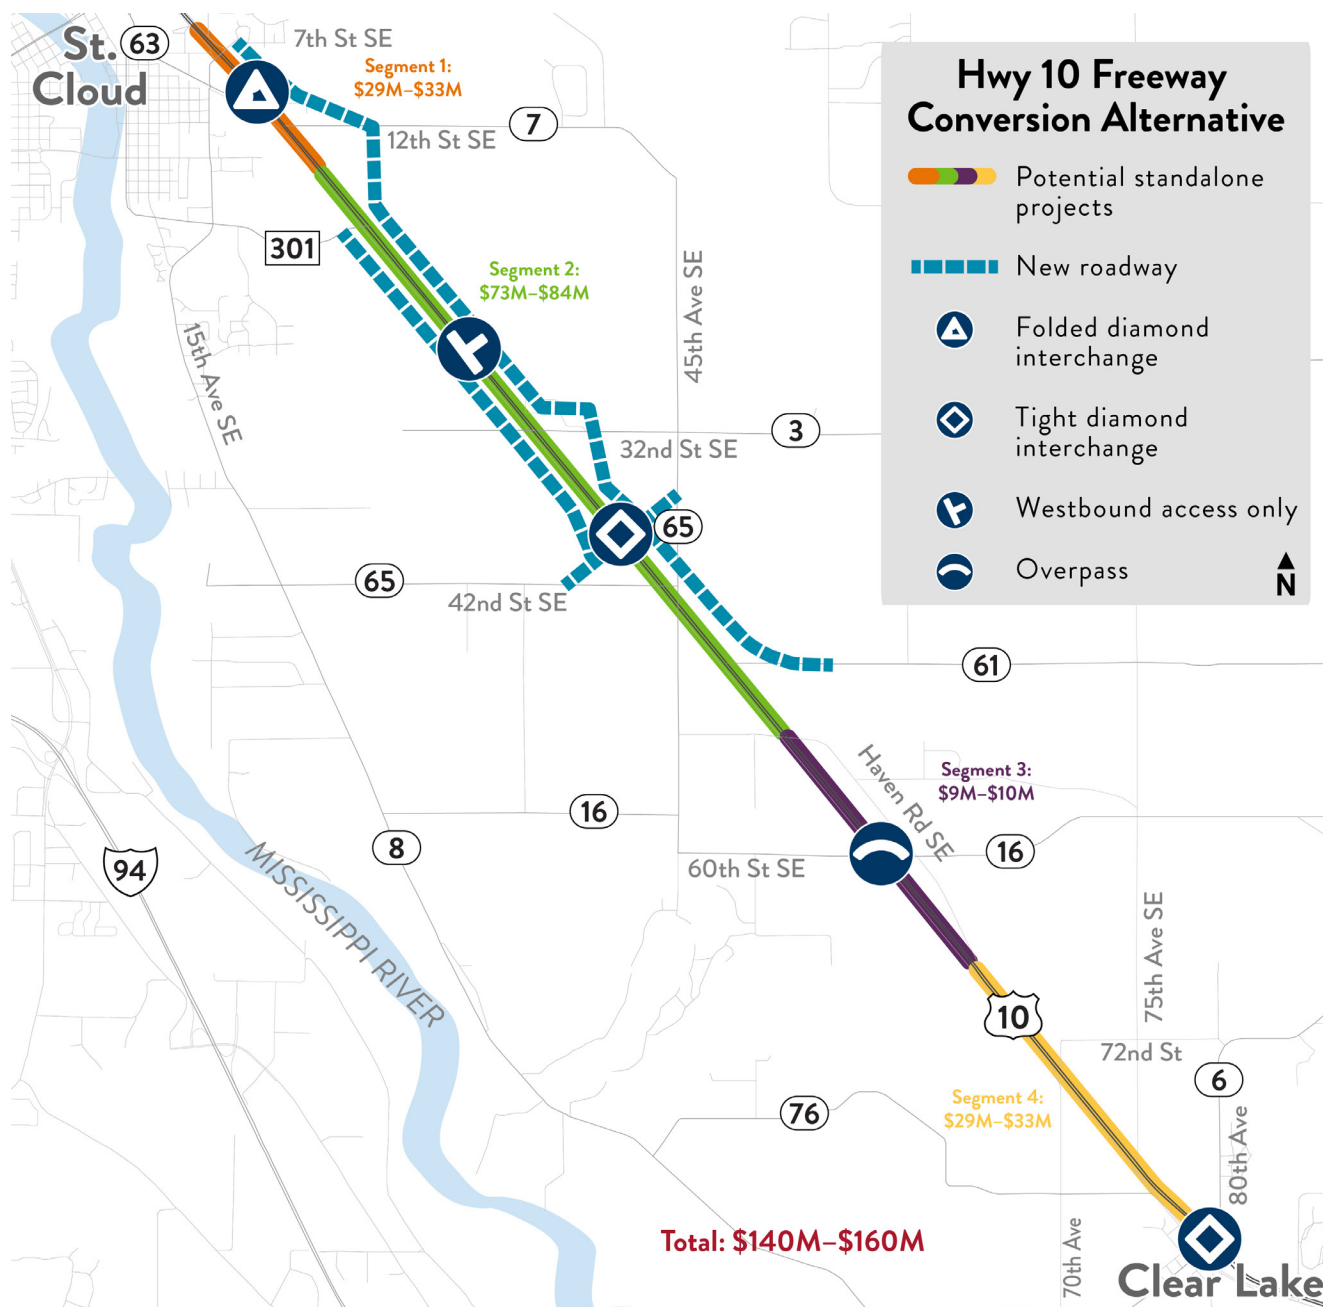 St.
Cloud
63
7th St SE
Segment 1:
$29M–$33M
7
12th St SE
301
Segment 2:
$73M–$84M
45th Ave SE
15th Ave SE
3
32nd St SE
65
65
42nd St SE
61
Haven Rd SE
Segment 3:
$9M–$10M
16
8
94
16
60th St SE
MISSISSIPPI RIVER
75th Ave SE
10
72nd St
6
Segment 4:
$29M–$33M
76
80th Ave
70th Ave
Total: $140M–$160M
Clear Lake
Hwy 10 Freeway
Conversion Alternative
Potential standalone
projects
New roadway
Folded diamond
interchange
Tight diamond
interchange
Westbound access only
Overpass
N